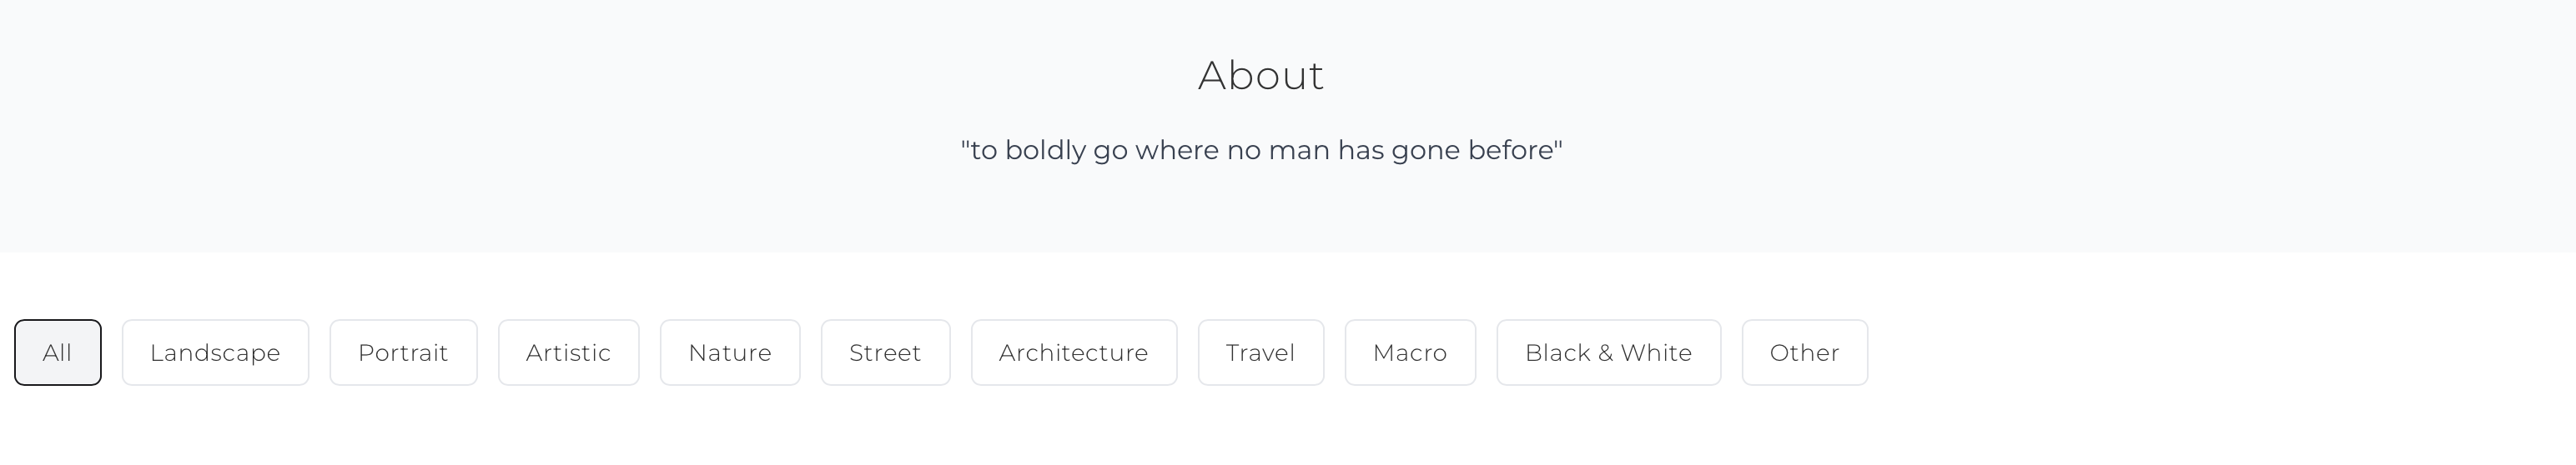 About
"to boldly go where no man has gone before"
All Landscape Portrait Artistic Nature Street Architecture Travel Macro Black & White Other